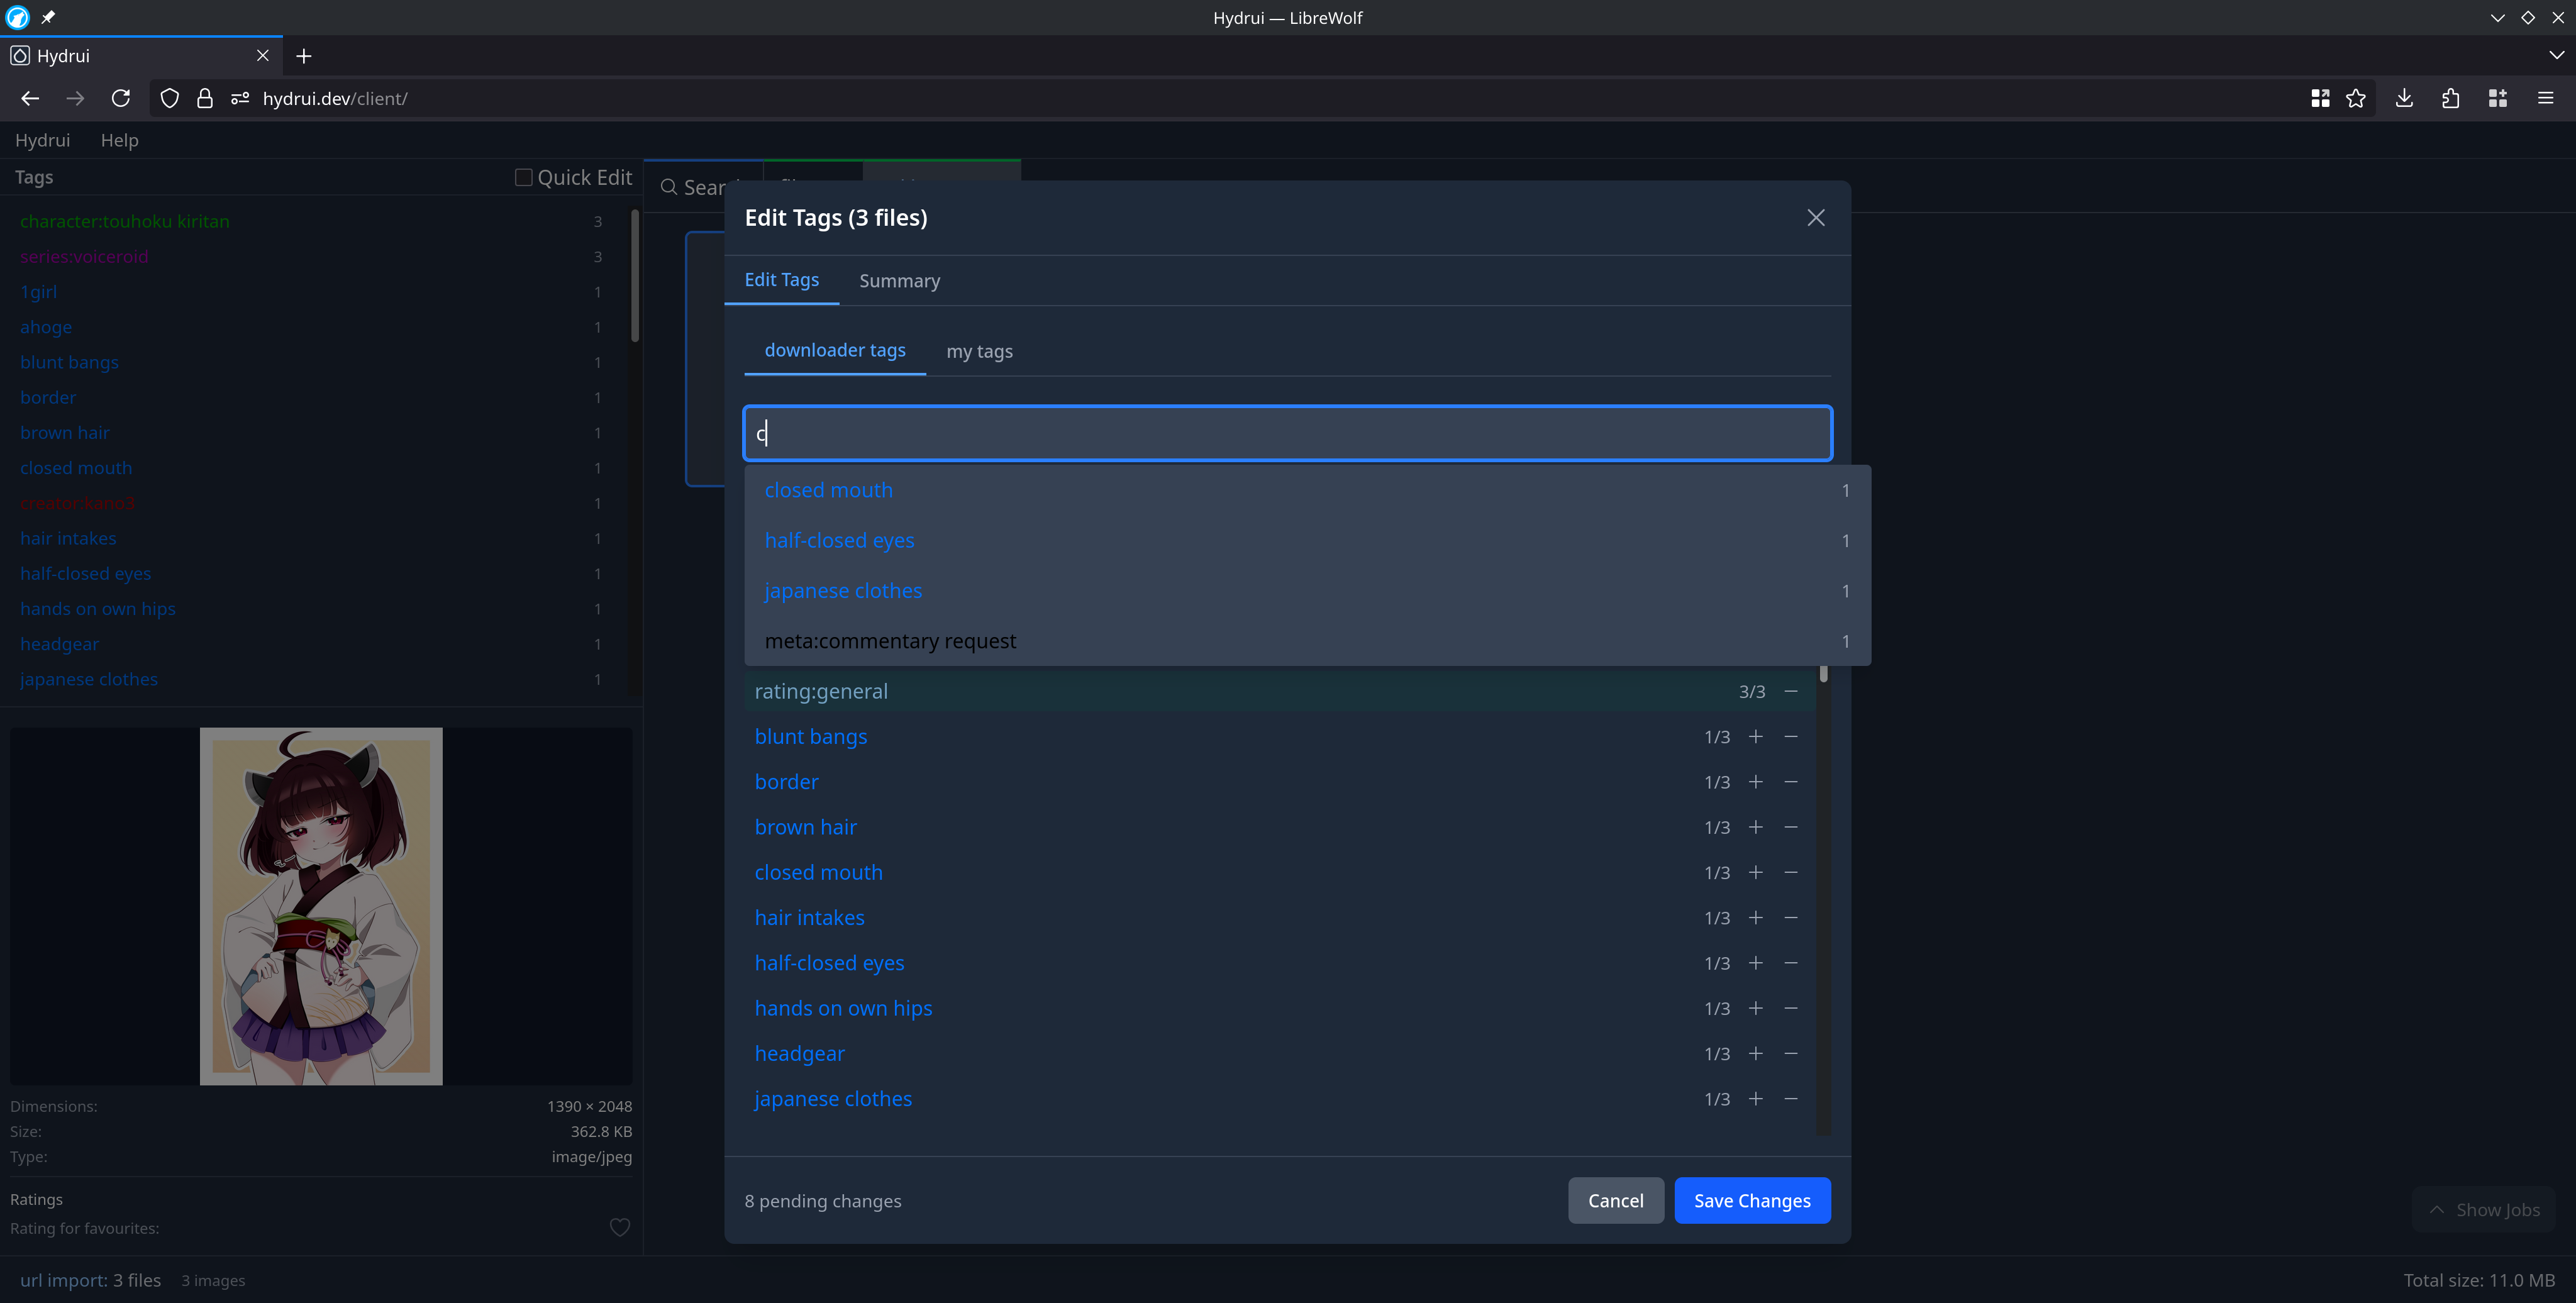 Hydrui — LibreWolf
Hydrui
hydrui.dev/client/
Hydrui Help
Tags Quick Edit
character:touhoku kiritan 3
series:voiceroid 3
1girl 1
ahoge 1
blunt bangs 1
border 1
brown hair 1
closed mouth 1
creator:kano3 1
hair intakes 1
half-closed eyes 1
hands on own hips 1
headgear 1
japanese clothes 1
Dimensions: 1390 × 2048
Size: 362.8 KB
Type: image/jpeg
Ratings
Rating for favourites:
Edit Tags (3 files)
Edit Tags Summary
downloader tags my tags
c
closed mouth 1
half-closed eyes 1
japanese clothes 1
meta:commentary request 1
rating:general 3/3
blunt bangs 1/3
border 1/3
brown hair 1/3
closed mouth 1/3
hair intakes 1/3
half-closed eyes 1/3
hands on own hips 1/3
headgear 1/3
japanese clothes 1/3
8 pending changes Cancel Save Changes
Show Jobs
url import: 3 files 3 images Total size: 11.0 MB